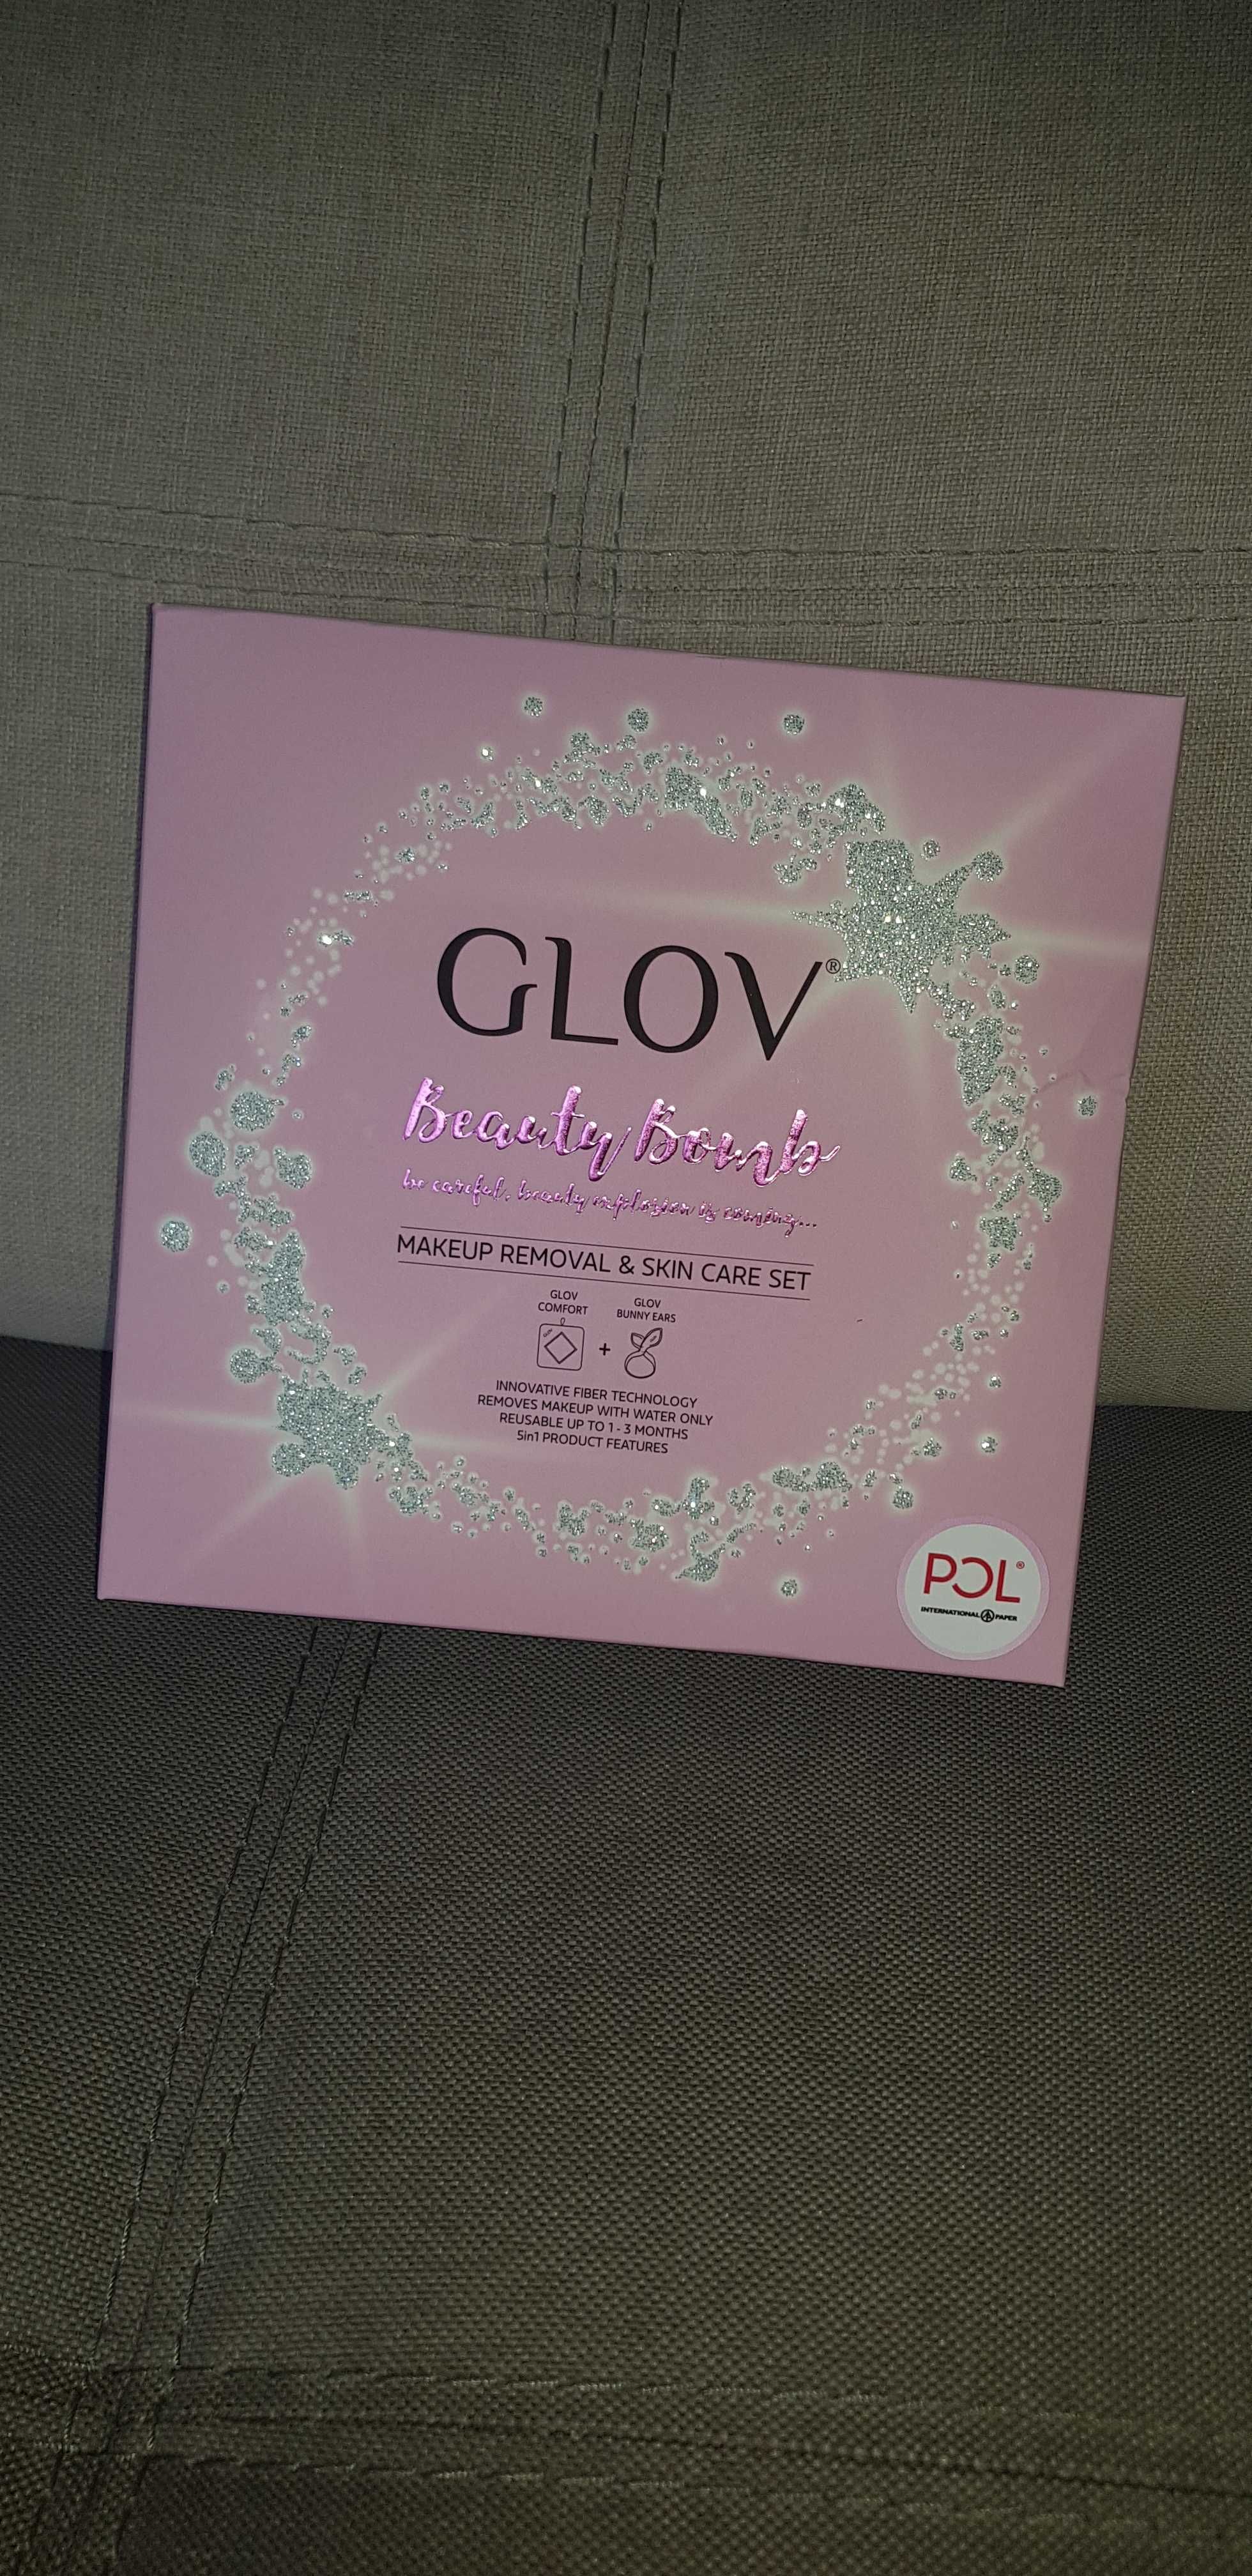 GLOV®
Beauty Bomb
be careful, beauty explosion is coming...
MAKEUP REMOVAL & SKIN CARE SET
GLOV
COMFORT
GLOV
BUNNY EARS
+
INNOVATIVE FIBER TECHNOLOGY
REMOVES MAKEUP WITH WATER ONLY
REUSABLE UP TO 1 - 3 MONTHS
5in1 PRODUCT FEATURES
POL®
INTERNATIONAL PAPER